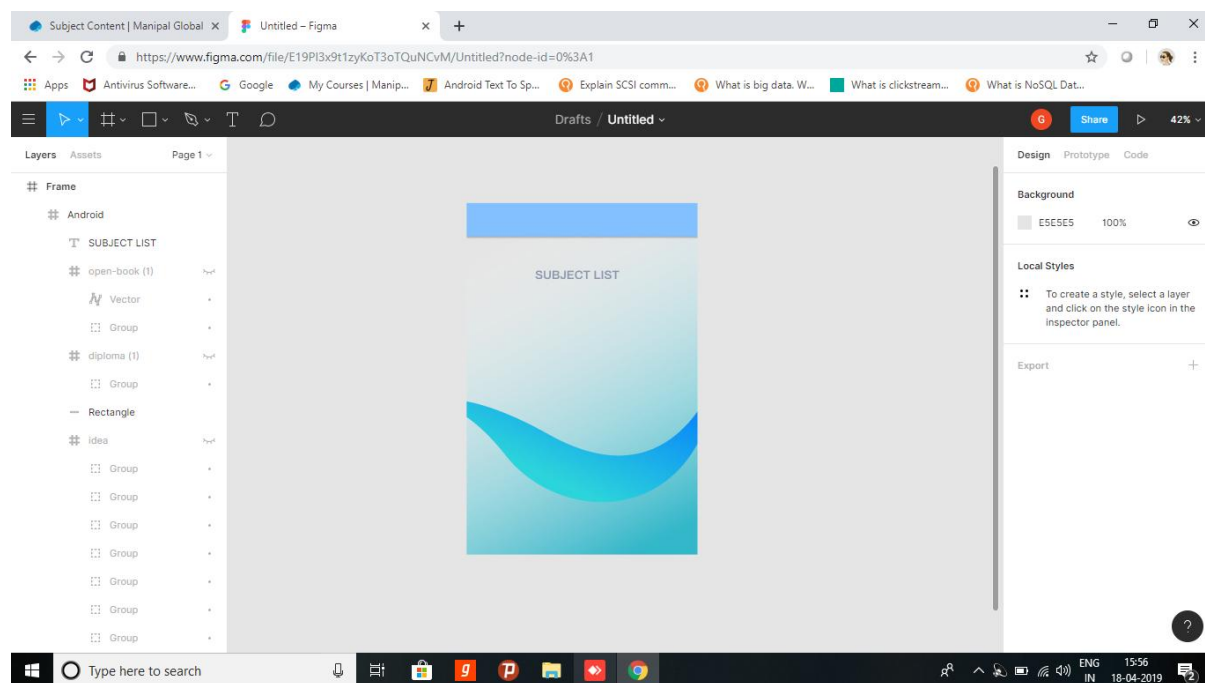 Subject Content | Manipal Global
Untitled – Figma
https://www.figma.com/file/E19Pl3x9t1zyKoT3oTQuNCvM/Untitled?node-id=0%3A1
Apps Antivirus Software... Google My Courses | Manip... Android Text To Sp... Explain SCSI comm... What is big data. W... What is clickstream... What is NoSQL Dat...
Drafts / Untitled
G Share 42%
Layers Assets Page 1
Design Prototype Code
Frame
Android
SUBJECT LIST
open-book (1)
Vector
Group
diploma (1)
Group
Rectangle
idea
Group
Group
Group
Group
Group
Group
Group
SUBJECT LIST
Background
E5E5E5 100%
Local Styles
To create a style, select a layer
and click on the style icon in the
inspector panel.
Export
?
Type here to search
ENG
IN
15:56
18-04-2019
2